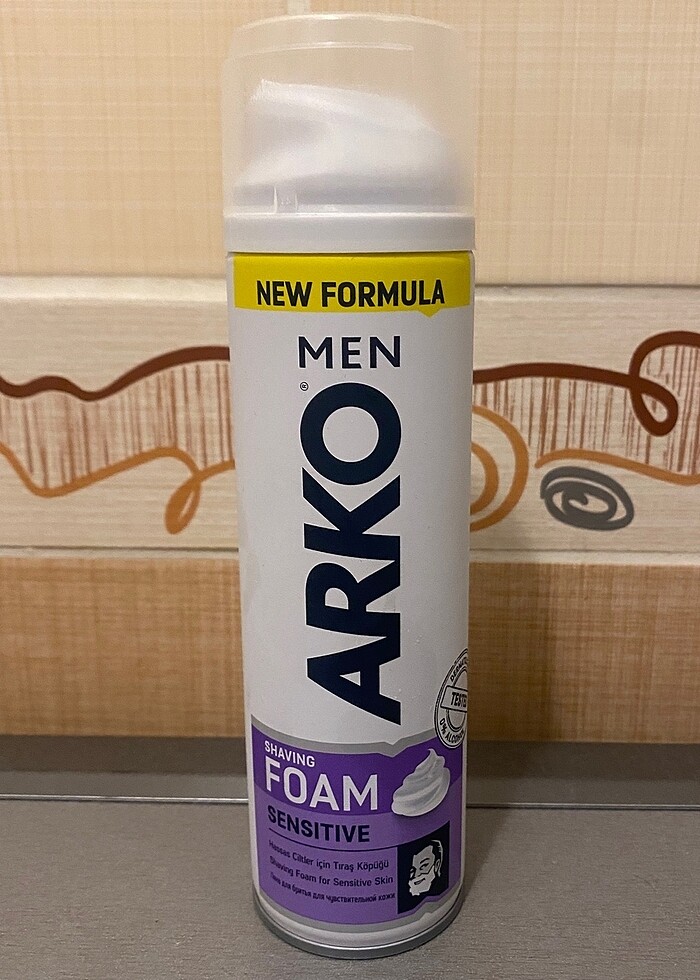 NEW FORMULA
MEN
ARKO®
TESTED
0% ALCOHOL
SHAVING
FOAM
SENSITIVE
Hassas Ciltler için Tıraş Köpüğü
Shaving Foam for Sensitive Skin
Пена для бритья для чувствительной кожи